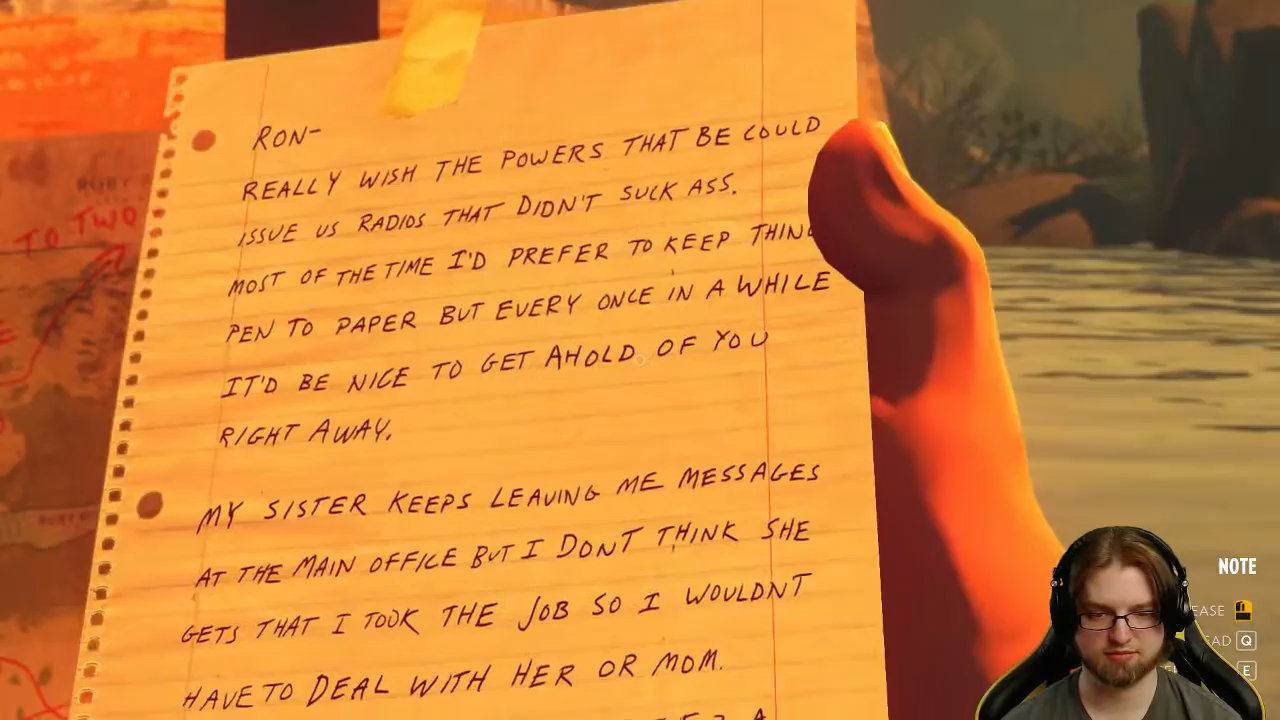 RON-
REALLY WISH THE POWERS THAT BE COULD
ISSUE US RADIOS THAT DIDN'T SUCK ASS.
MOST OF THE TIME I'D PREFER TO KEEP
PEN TO PAPER BUT EVERY ONCE IN A WHILE
IT'D BE NICE TO GET AHOLD OF YOU
RIGHT AWAY.
MY SISTER KEEPS LEAVING ME MESSAGES
AT THE MAIN OFFICE BUT I DONT THINK SHE
GETS THAT I TOOK THE JOB SO I WOULDNT
HAVE TO DEAL WITH HER OR MOM.
RUBY
TO TWO
NOTE
Q
E